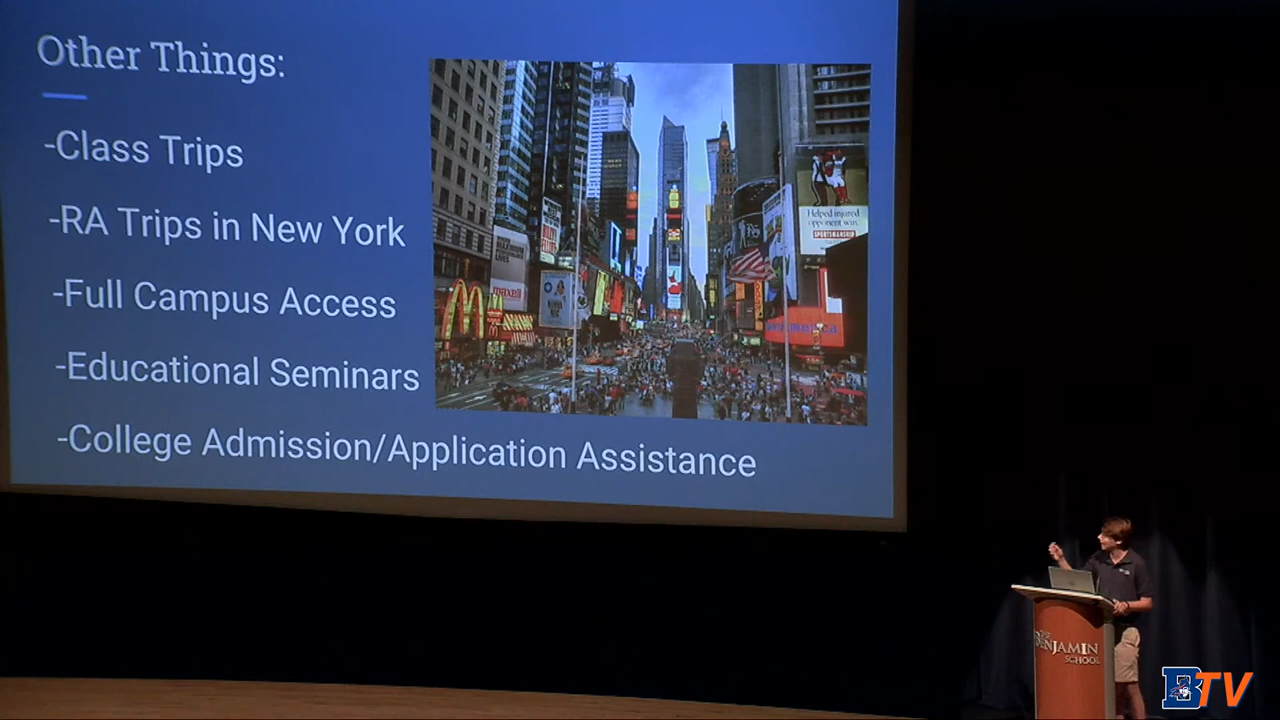 Other Things:
-Class Trips
-RA Trips in New York
-Full Campus Access
-Educational Seminars
-College Admission/Application Assistance
maxell
Helped injured
opponent win.
SPORTSMANSHIP
THE
BENJAMIN
SCHOOL
BTV